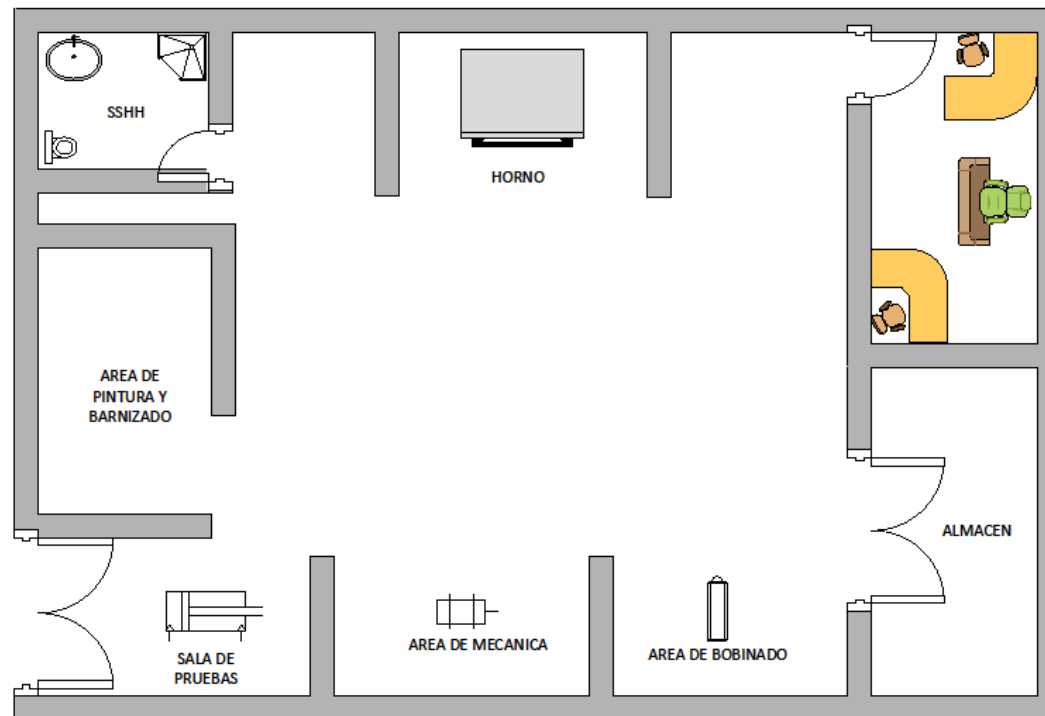 SSHH
HORNO
AREA DE
PINTURA Y
BARNIZADO
ALMACEN
SALA DE
PRUEBAS
AREA DE MECANICA
AREA DE BOBINADO